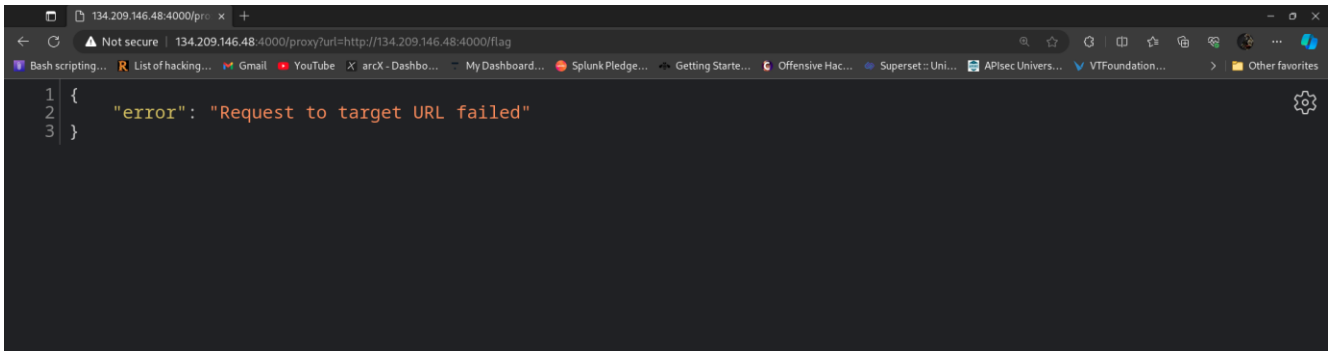 134.209.146.48:4000/pro
Not secure 134.209.146.48:4000/proxy?url=http://134.209.146.48:4000/flag
Bash scripting... List of hacking... Gmail YouTube arcX - Dashbo... My Dashboard... Splunk Pledge... Getting Starte... Offensive Hac... Superset :: Uni... APIsec Univers... VTFoundation... Other favorites
1 {
2 "error": "Request to target URL failed"
3 }